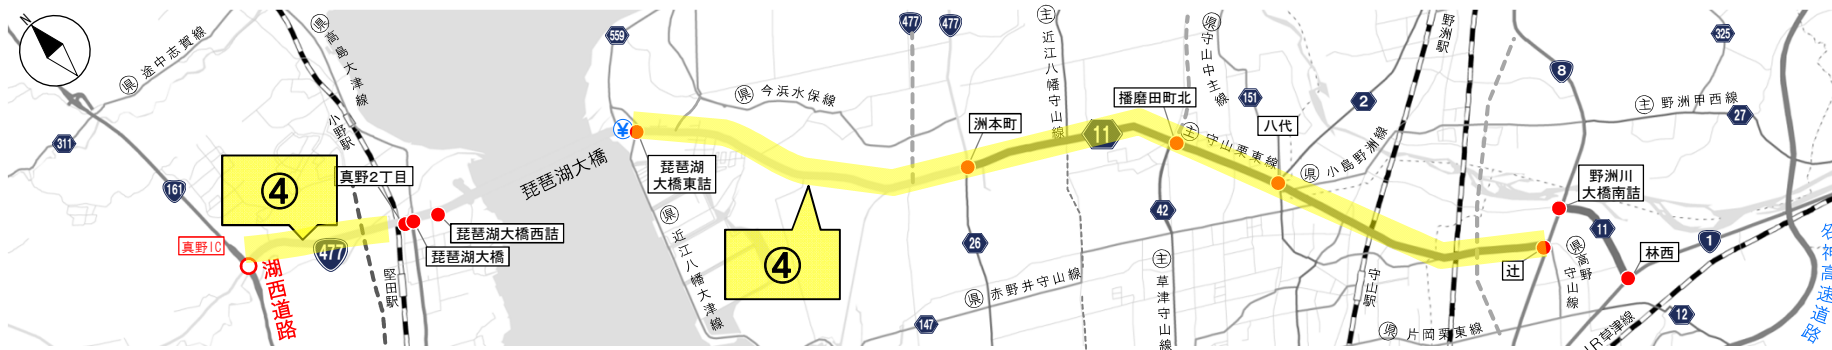 N
県 途中志賀線
県 高島大津線
311
161
④
真野2丁目
小野駅
真野IC
湖西道路
477
堅田駅
琵琶湖大橋西詰
琵琶湖大橋
琵琶湖大橋
559
¥
琵琶湖
大橋東詰
県 近江八幡大津線
県 今浜水保線
④
477
477
洲本町
26
147
県 赤野井守山線
主 近江八幡守山線
11
播磨田町北
主 守山栗東線
42
主 草津守山線
県 守山中主線
151
八代
2
県 小島野洲線
守山駅
県 片岡栗東線
野洲駅
8
辻
野洲川
大橋南詰
県 高野守山線
11
林西
1
12
JR草津線
主 野洲甲西線
325
27
名神高速道路